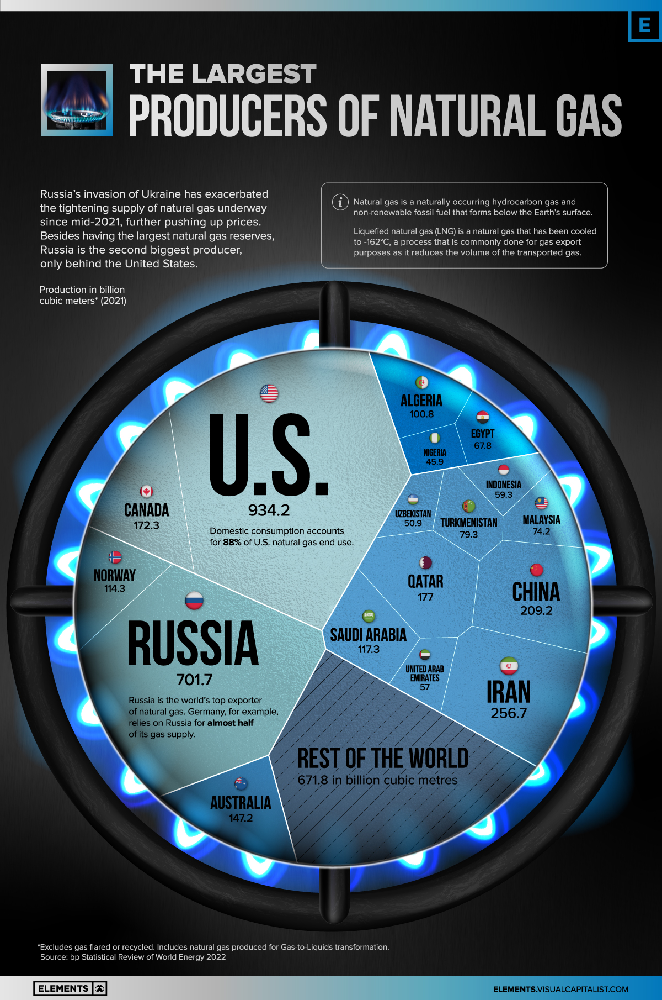 E
THE LARGEST
PRODUCERS OF NATURAL GAS
Russia's invasion of Ukraine has exacerbated
the tightening supply of natural gas underway
since mid-2021, further pushing up prices.
Besides having the largest natural gas reserves,
Russia is the second biggest producer,
only behind the United States.
i
Natural gas is a naturally occurring hydrocarbon gas and
non-renewable fossil fuel that forms below the Earth's surface.
Liquefied natural gas (LNG) is a natural gas that has been cooled
to -162°C, a process that is commonly done for gas export
purposes as it reduces the volume of the transported gas.
Production in billion
cubic meters* (2021)
U.S.
934.2
Domestic consumption accounts
for 88% of U.S. natural gas end use.
CANADA
172.3
ALGERIA
100.8
EGYPT
67.8
NIGERIA
45.9
INDONESIA
59.3
UZBEKISTAN
50.9
TURKMENISTAN
79.3
MALAYSIA
74.2
NORWAY
114.3
QATAR
177
CHINA
209.2
RUSSIA
701.7
Russia is the world's top exporter
of natural gas. Germany, for example,
relies on Russia for almost half
of its gas supply.
SAUDI ARABIA
117.3
UNITED ARAB
EMIRATES
57
IRAN
256.7
REST OF THE WORLD
671.8 in billion cubic metres
AUSTRALIA
147.2
*Excludes gas flared or recycled. Includes natural gas produced for Gas-to-Liquids transformation.
Source: bp Statistical Review of World Energy 2022
ELEMENTS
ELEMENTS.VISUALCAPITALIST.COM